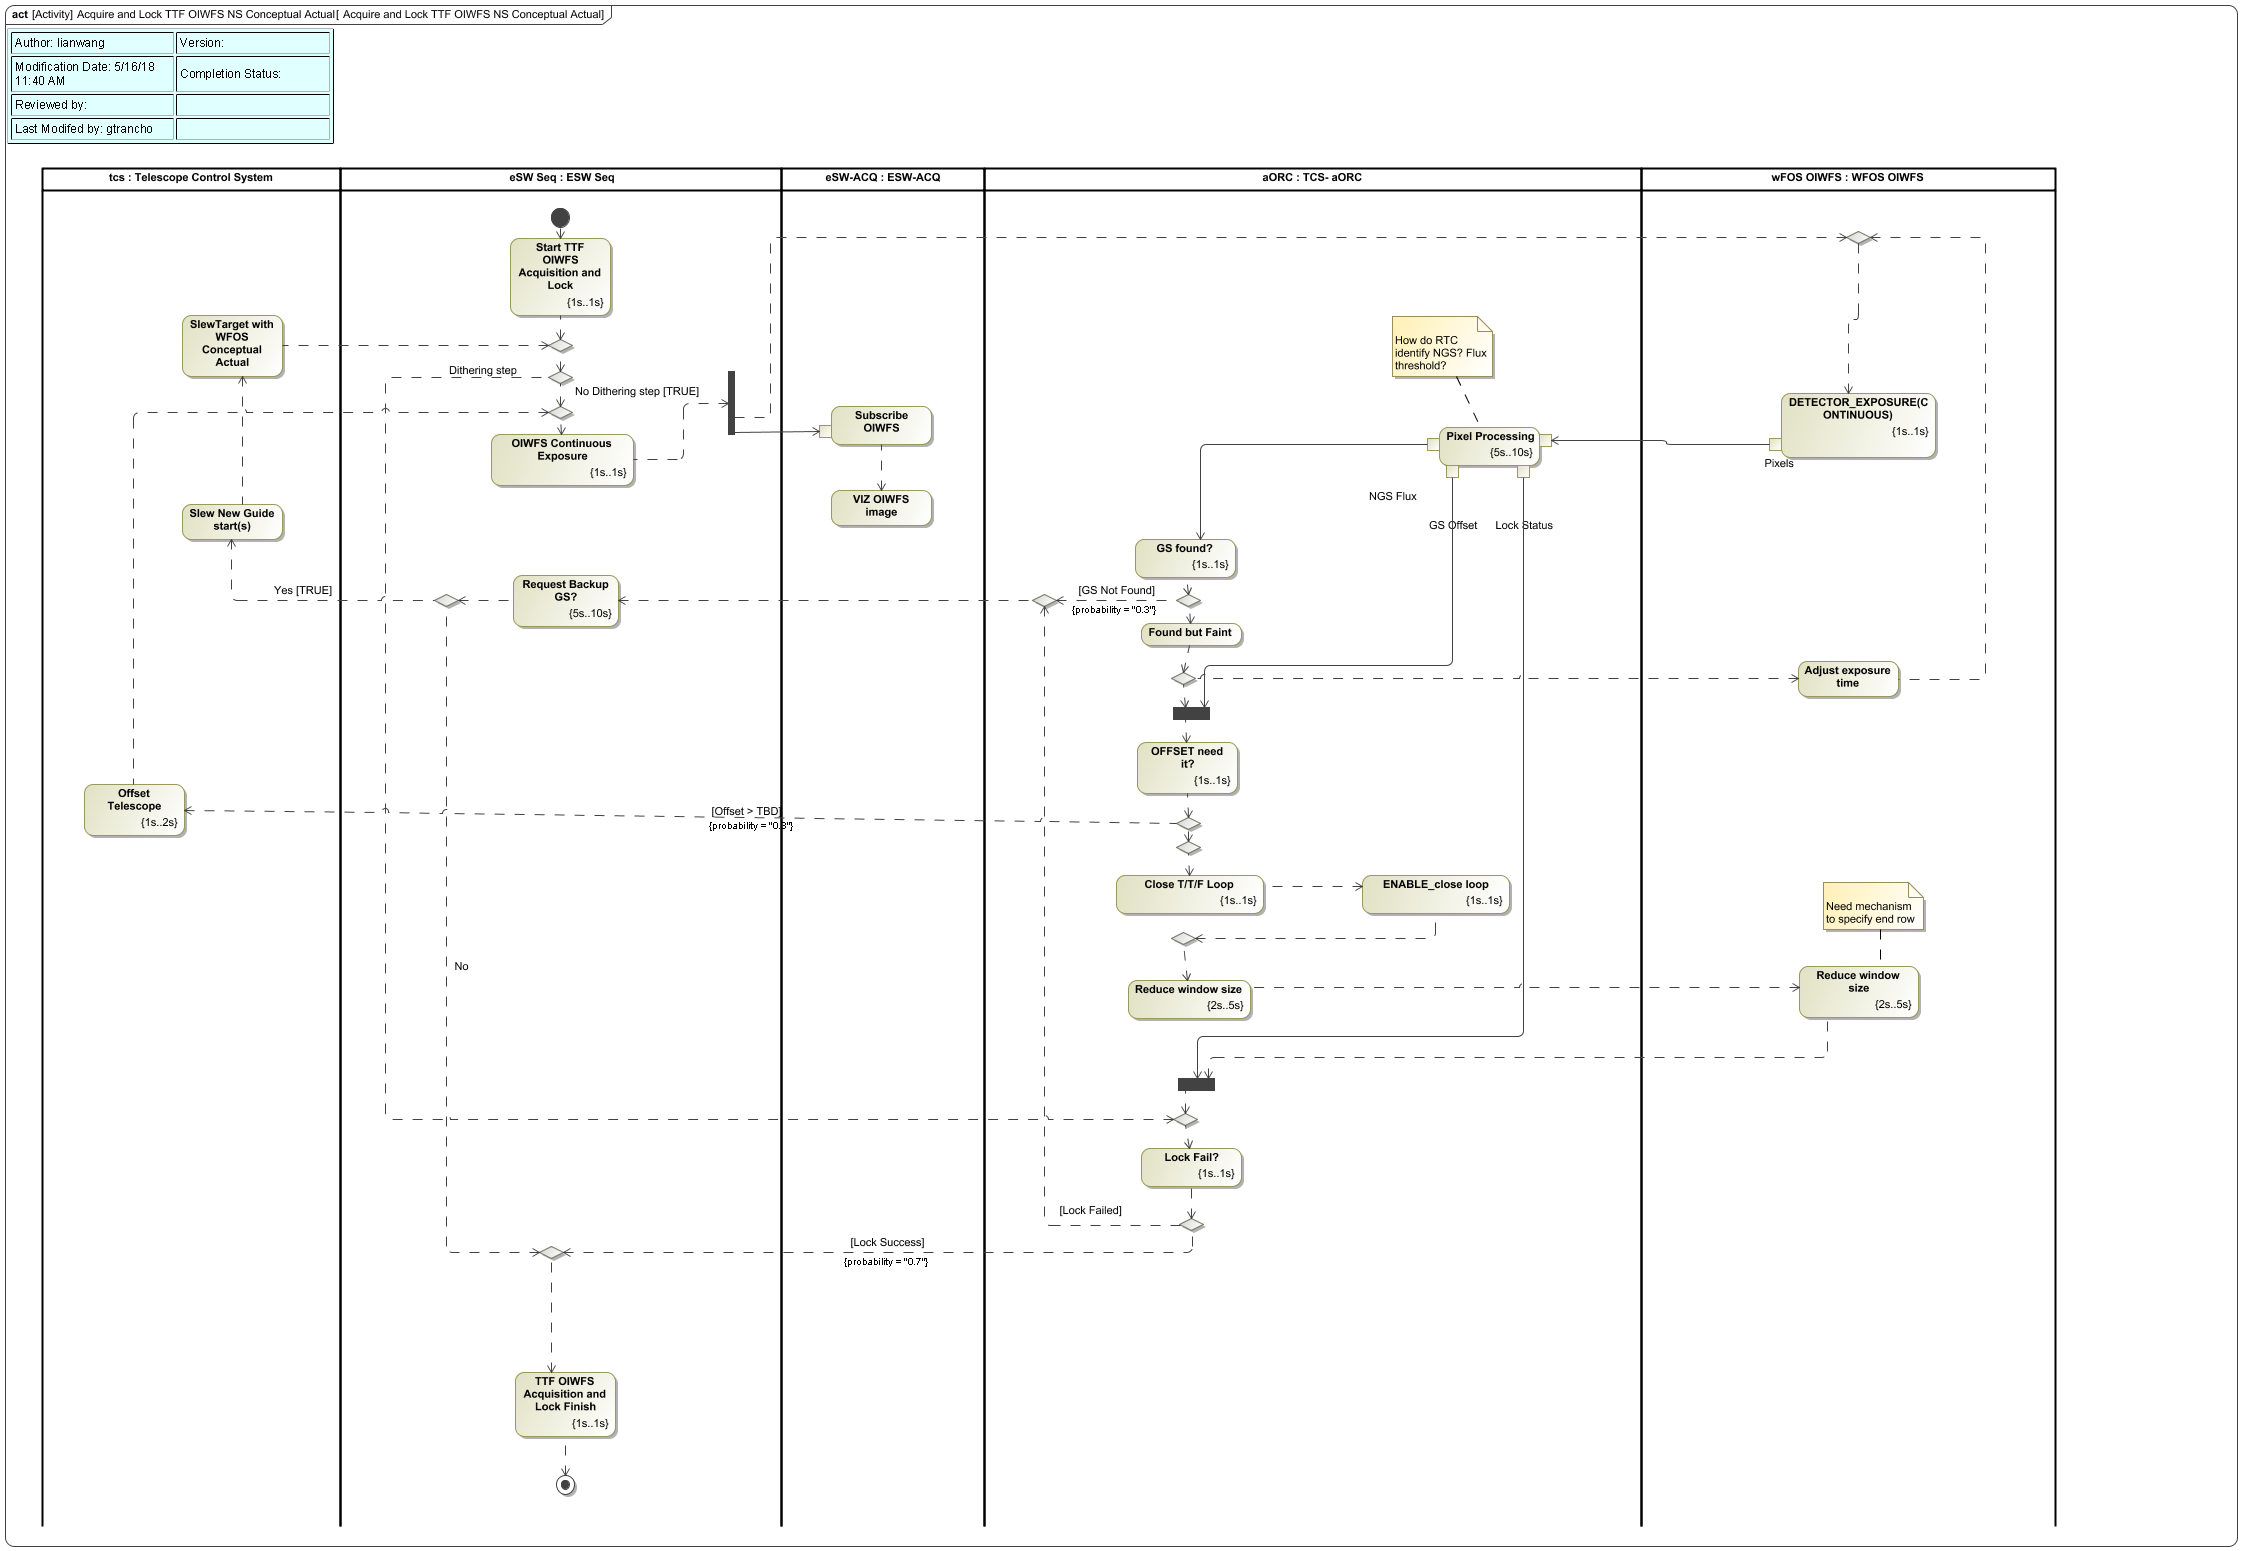 act [Activity] Acquire and Lock TTF OIWFS NS Conceptual Actual[ Acquire and Lock TTF OIWFS NS Conceptual Actual]
Author: lianwang
Version:
Modification Date: 5/16/18
11:40 AM
Completion Status:
Reviewed by:
Last Modifed by: gtrancho
tcs : Telescope Control System
eSW Seq : ESW Seq
eSW-ACQ : ESW-ACQ
aORC : TCS- aORC
wFOS OIWFS : WFOS OIWFS
Start TTF
OIWFS
Acquisition and
Lock
{1s..1s}
SlewTarget with
WFOS
Conceptual
Actual
Dithering step
No Dithering step [TRUE]
How do RTC
identify NGS? Flux
threshold?
DETECTOR_EXPOSURE(C
ONTINUOUS)
{1s..1s}
Pixels
Subscribe
OIWFS
OIWFS Continuous
Exposure
{1s..1s}
Pixel Processing
{5s..10s}
VIZ OIWFS
image
NGS Flux
GS Offset
Lock Status
Slew New Guide
start(s)
GS found?
{1s..1s}
Yes [TRUE]
Request Backup
GS?
{5s..10s}
[GS Not Found]
{probability = "0.3"}
Found but Faint
Adjust exposure
time
OFFSET need
it?
{1s..1s}
Offset
Telescope
{1s..2s}
[Offset > TBD]
{probability = "0.3"}
Close T/T/F Loop
{1s..1s}
ENABLE_close loop
{1s..1s}
Need mechanism
to specify end row
No
Reduce window size
{2s..5s}
Reduce window
size
{2s..5s}
Lock Fail?
{1s..1s}
[Lock Failed]
[Lock Success]
{probability = "0.7"}
TTF OIWFS
Acquisition and
Lock Finish
{1s..1s}